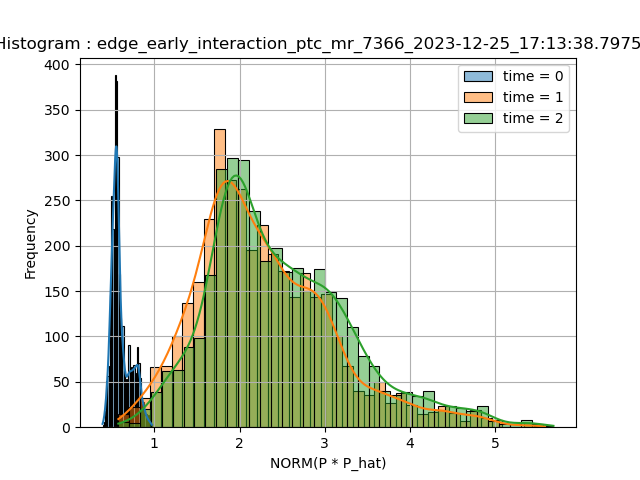 Histogram : edge_early_interaction_ptc_mr_7366_2023-12-25_17:13:38.7975
time = 0
time = 1
time = 2
400
350
300
250
200
150
100
50
0
Frequency
1 2 3 4 5
NORM(P * P_hat)